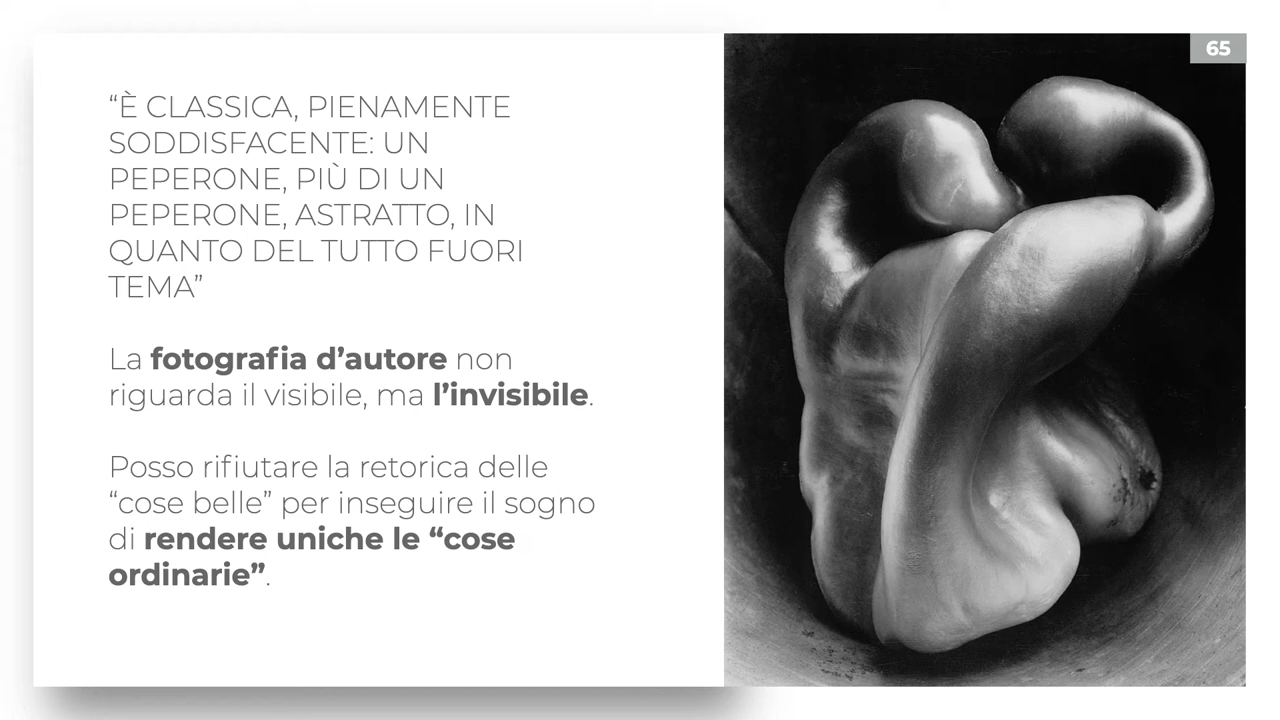 65
“È CLASSICA, PIENAMENTE
SODDISFACENTE: UN
PEPERONE, PIÙ DI UN
PEPERONE, ASTRATTO, IN
QUANTO DEL TUTTO FUORI
TEMA”
La fotografia d’autore non
riguarda il visibile, ma l’invisibile.
Posso rifiutare la retorica delle
“cose belle” per inseguire il sogno
di rendere uniche le “cose
ordinarie”.